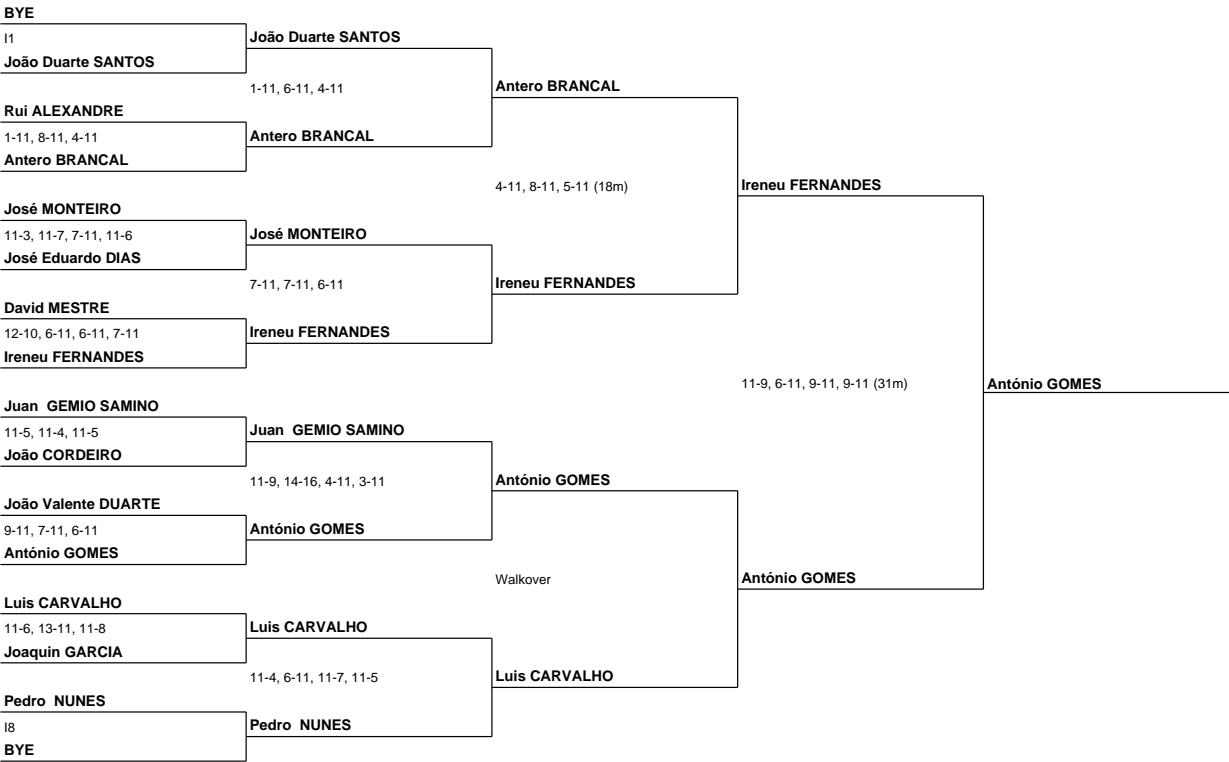 BYE
I1
João Duarte SANTOS
Rui ALEXANDRE
1-11, 8-11, 4-11
Antero BRANCAL
José MONTEIRO
11-3, 11-7, 7-11, 11-6
José Eduardo DIAS
David MESTRE
12-10, 6-11, 6-11, 7-11
Ireneu FERNANDES
Juan GEMIO SAMINO
11-5, 11-4, 11-5
João CORDEIRO
João Valente DUARTE
9-11, 7-11, 6-11
António GOMES
Luis CARVALHO
11-6, 13-11, 11-8
Joaquin GARCIA
Pedro NUNES
I8
BYE
João Duarte SANTOS
1-11, 6-11, 4-11
Antero BRANCAL
José MONTEIRO
7-11, 7-11, 6-11
Ireneu FERNANDES
Juan GEMIO SAMINO
11-9, 14-16, 4-11, 3-11
António GOMES
Luis CARVALHO
11-4, 6-11, 11-7, 11-5
Pedro NUNES
Antero BRANCAL
4-11, 8-11, 5-11 (18m)
Ireneu FERNANDES
António GOMES
Walkover
Luis CARVALHO
Ireneu FERNANDES
11-9, 6-11, 9-11, 9-11 (31m)
António GOMES
António GOMES